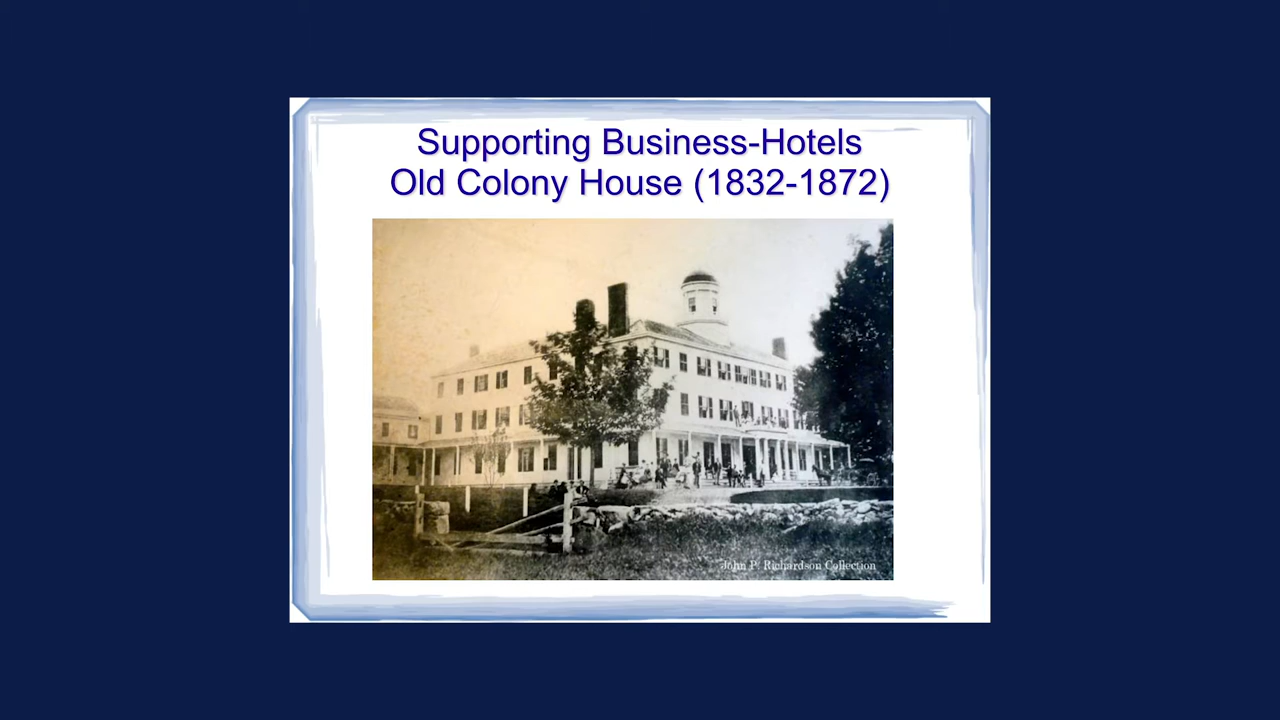 Supporting Business-Hotels
Old Colony House (1832-1872)
John P. Richardson Collection